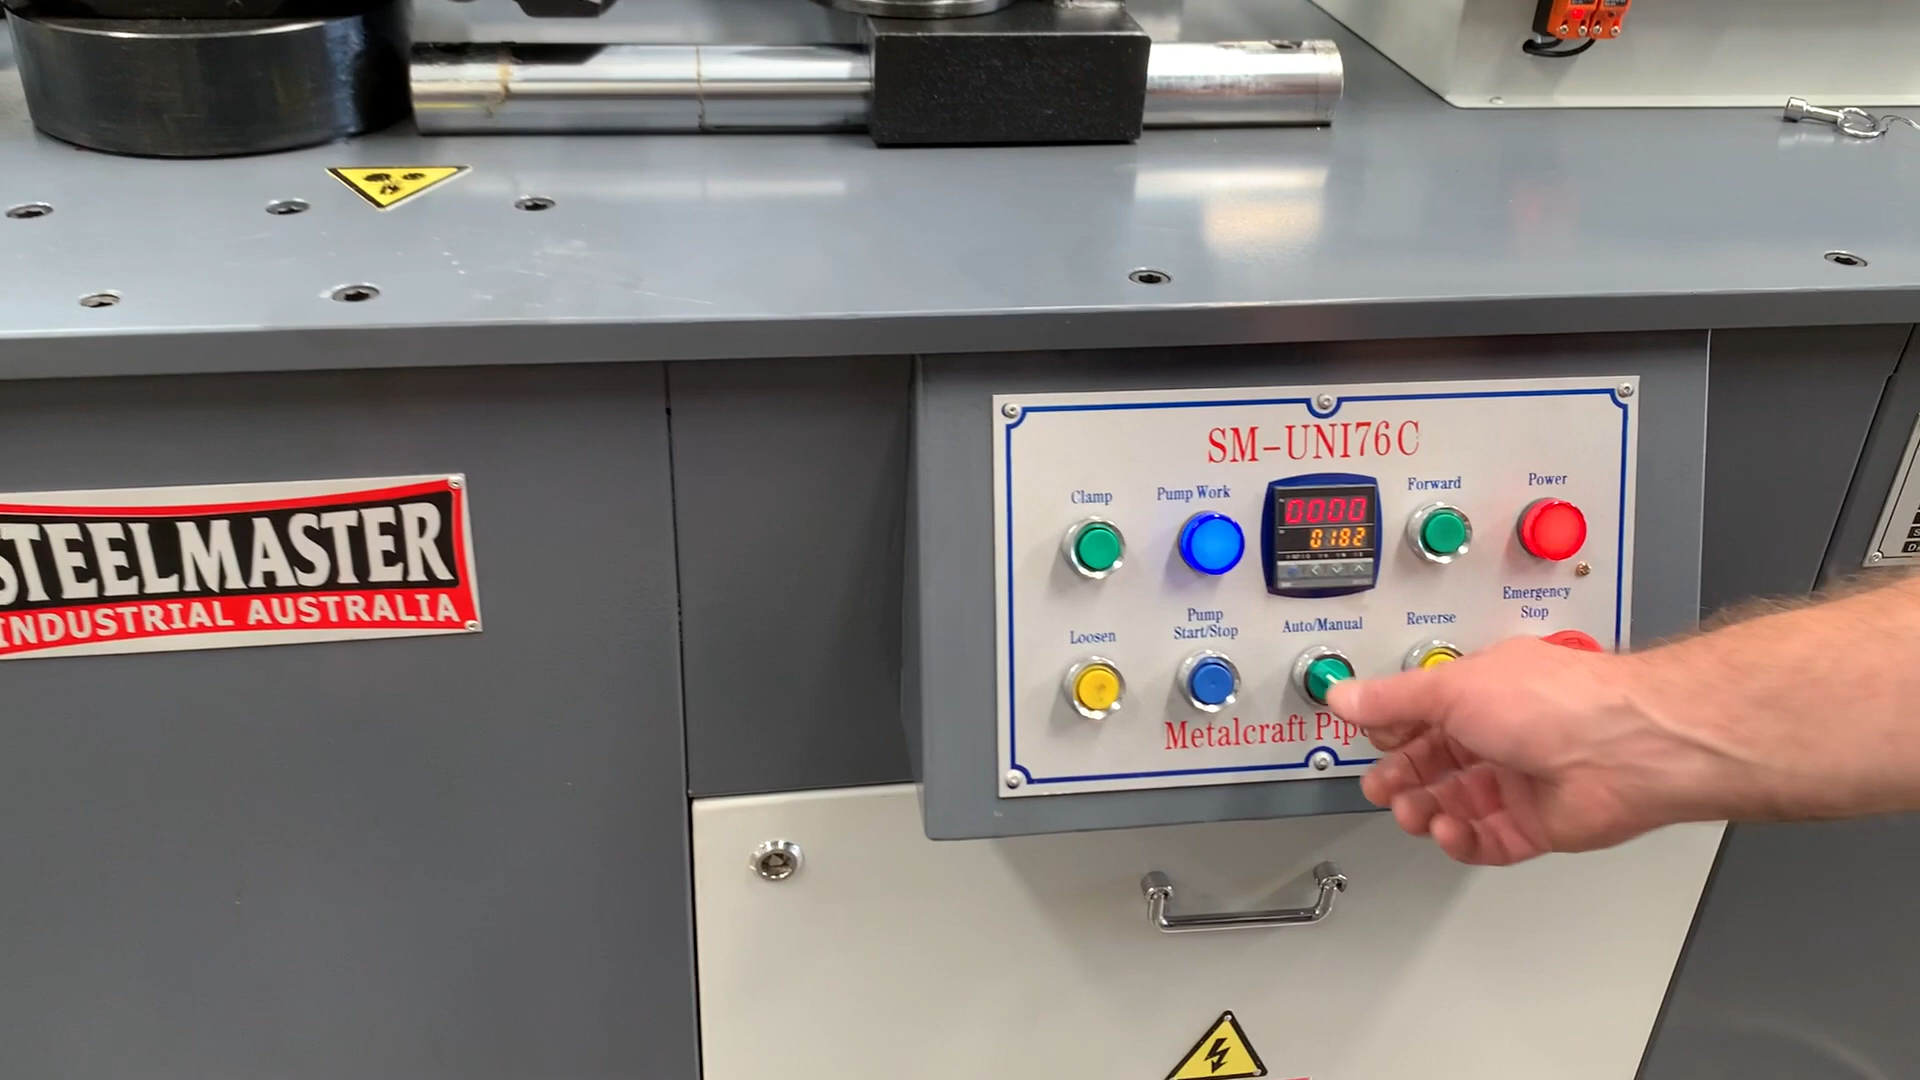 STEELMASTER
INDUSTRIAL AUSTRALIA
SM-UNI76C
Clamp
Pump Work
Forward
Power
0000
0182
Loosen
Pump
Start/Stop
Auto/Manual
Reverse
Emergency
Stop
Metalcraft Pipe